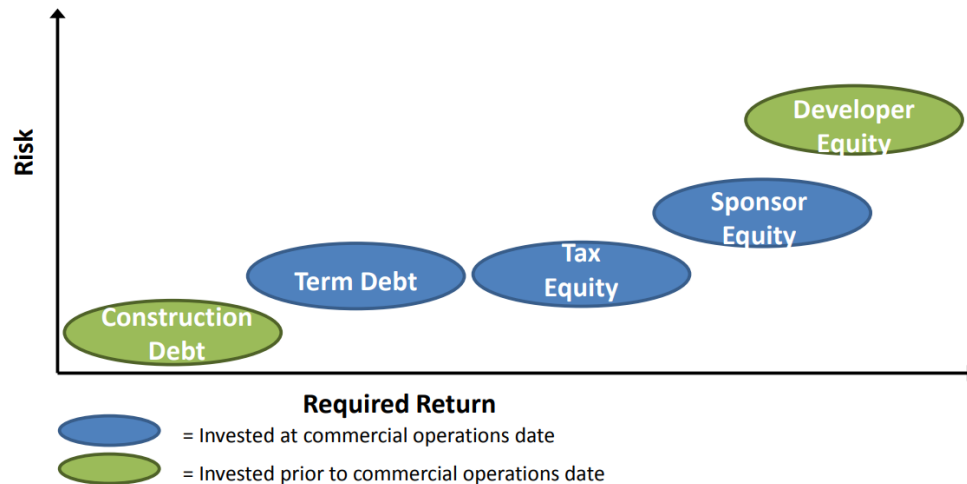 Risk
Developer
Equity
Sponsor
Equity
Tax
Equity
Term Debt
Construction
Debt
Required Return
= Invested at commercial operations date
= Invested prior to commercial operations date